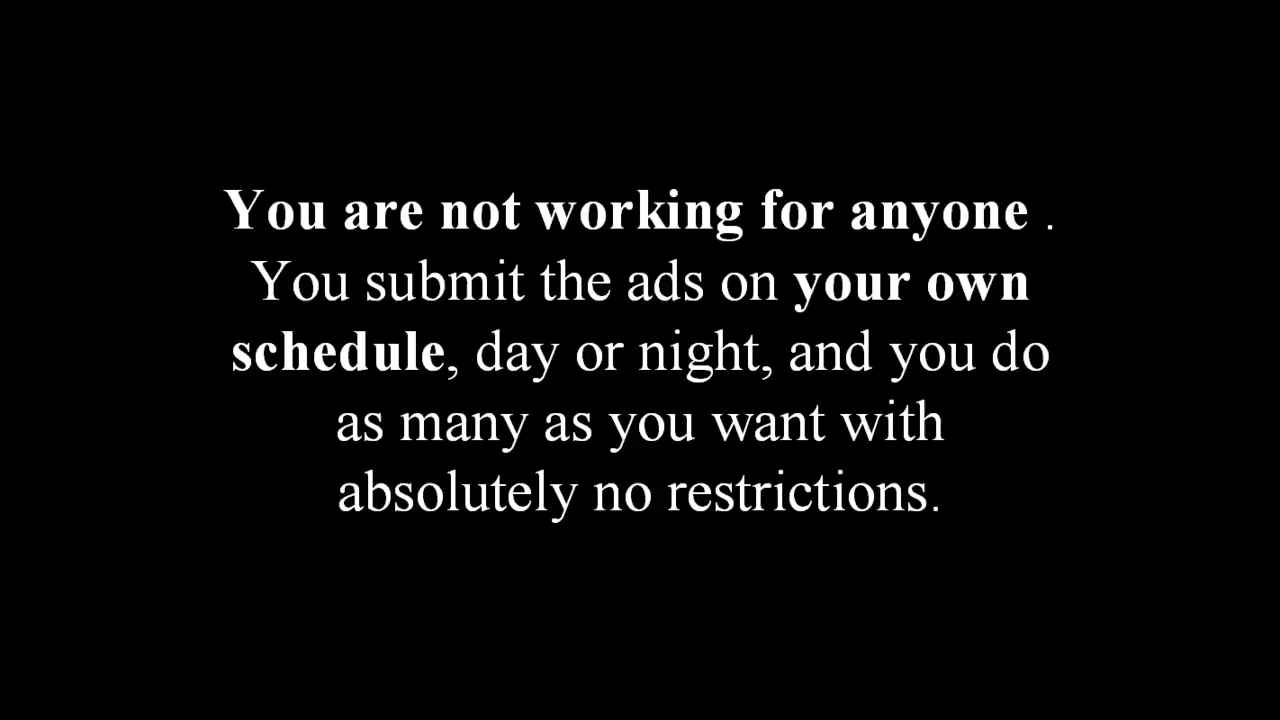 You are not working for anyone .
You submit the ads on your own
schedule, day or night, and you do
as many as you want with
absolutely no restrictions.